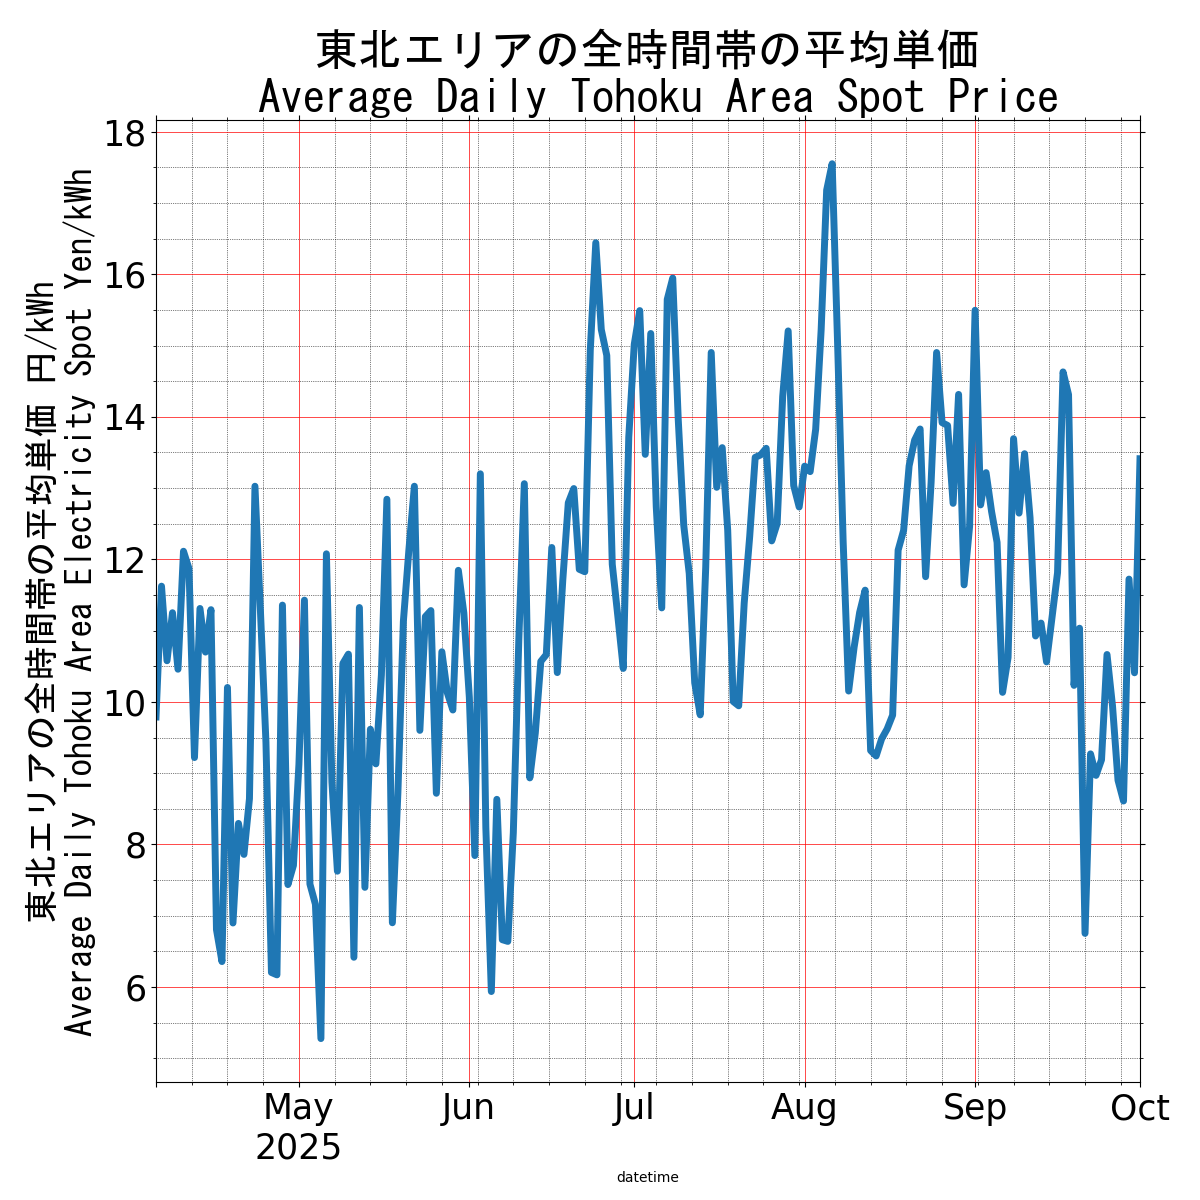 東北エリアの全時間帯の平均単価
Average Daily Tohoku Area Spot Price
東北エリアの全時間帯の平均単価 円/kWh
Average Daily Tohoku Area Electricity Spot Yen/kWh
18
16
14
12
10
8
6
May
2025
Jun
Jul
Aug
Sep
Oct
datetime